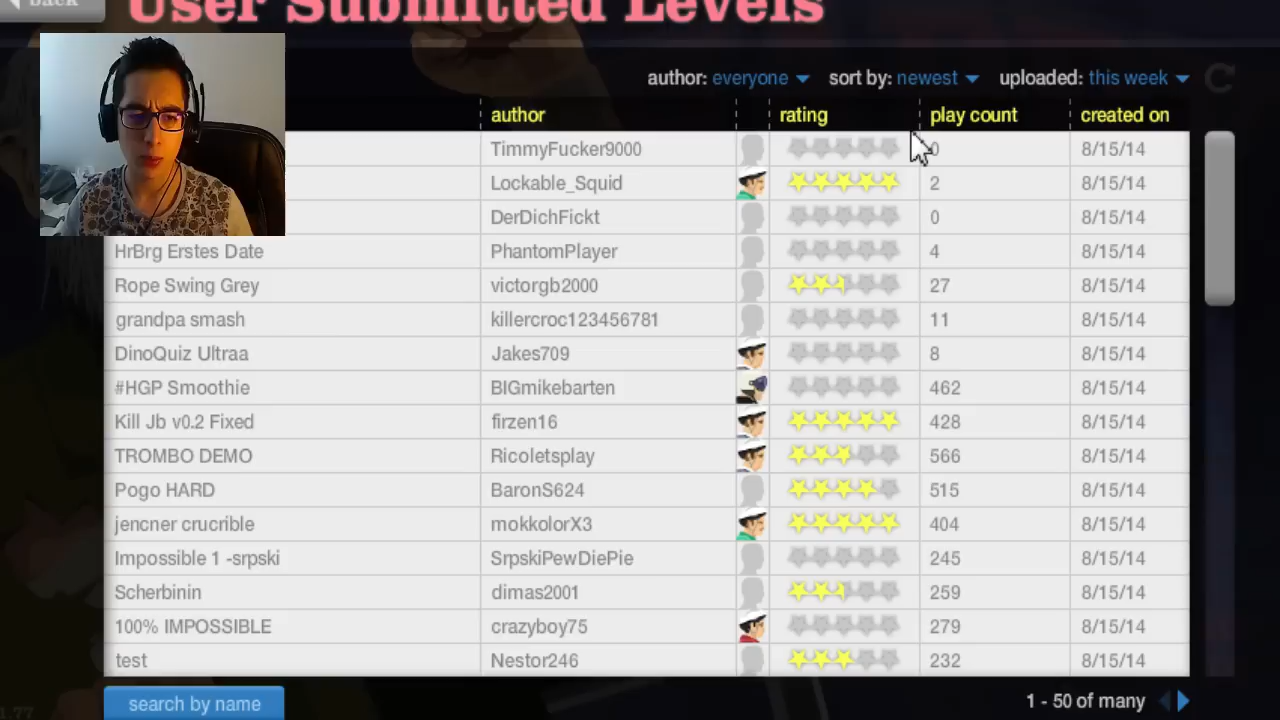 back
User Submitted Levels
author: everyone sort by: newest uploaded: this week
author rating play count created on
TimmyFucker9000 0 8/15/14
Lockable_Squid 2 8/15/14
DerDichFickt 0 8/15/14
HrBrg Erstes Date PhantomPlayer 4 8/15/14
Rope Swing Grey victorgb2000 27 8/15/14
grandpa smash killercroc123456781 11 8/15/14
DinoQuiz Ultraa Jakes709 8 8/15/14
#HGP Smoothie BIGmikebarten 462 8/15/14
Kill Jb v0.2 Fixed firzen16 428 8/15/14
TROMBO DEMO Ricoletsplay 566 8/15/14
Pogo HARD BaronS624 515 8/15/14
jencner crucrible mokkolorX3 404 8/15/14
Impossible 1 -srpski SrpskiPewDiePie 245 8/15/14
Scherbinin dimas2001 259 8/15/14
100% IMPOSSIBLE crazyboy75 279 8/15/14
test Nestor246 232 8/15/14
search by name 1 - 50 of many